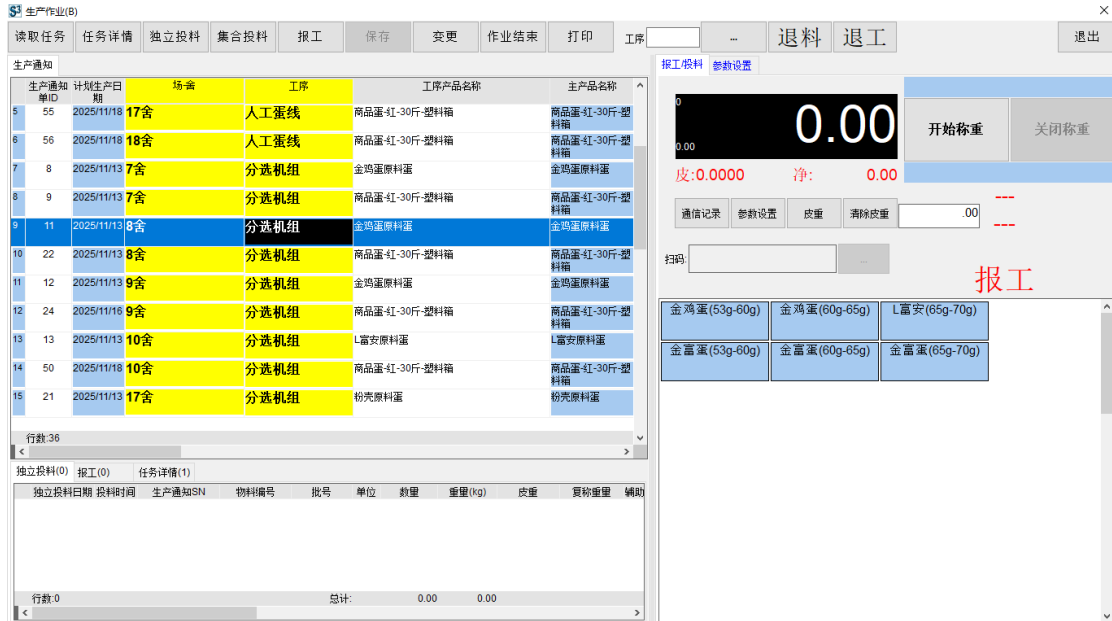 S3 生产作业(B)
读取任务 任务详情 独立投料 集合投料 报工 保存 变更 作业结束 打印 工序 ... 退料 退工 退出
生产通知
生产通知单ID 计划生产日期 场-舍 工序 工序产品名称 主产品名称
5 55 2025/11/18 17舍 人工蛋线 商品蛋-红-30斤-塑料箱 商品蛋-红-30斤-塑料箱
6 56 2025/11/18 18舍 人工蛋线 商品蛋-红-30斤-塑料箱 商品蛋-红-30斤-塑料箱
7 8 2025/11/13 7舍 分选机组 金鸡蛋原料蛋 金鸡蛋原料蛋
8 9 2025/11/13 7舍 分选机组 商品蛋-红-30斤-塑料箱 商品蛋-红-30斤-塑料箱
9 11 2025/11/13 8舍 分选机组 金鸡蛋原料蛋 金鸡蛋原料蛋
10 22 2025/11/13 8舍 分选机组 商品蛋-红-30斤-塑料箱 商品蛋-红-30斤-塑料箱
11 12 2025/11/13 9舍 分选机组 金鸡蛋原料蛋 金鸡蛋原料蛋
12 24 2025/11/16 9舍 分选机组 商品蛋-红-30斤-塑料箱 商品蛋-红-30斤-塑料箱
13 13 2025/11/13 10舍 分选机组 L富安原料蛋 L富安原料蛋
14 50 2025/11/18 10舍 分选机组 商品蛋-红-30斤-塑料箱 商品蛋-红-30斤-塑料箱
15 21 2025/11/13 17舍 分选机组 粉壳原料蛋 粉壳原料蛋
行数:36
独立投料(0) 报工(0) 任务详情(1)
独立投料日期 投料时间 生产通知SN 物料编号 批号 单位 数量 重量(kg) 皮重 复称重量 辅助
行数:0 总计: 0.00 0.00
报工/投料 参数设置
0
0.00
0.00
开始称重 关闭称重
皮:0.0000 净: 0.00
通信记录 参数设置 皮重 清除皮重 .00
---
---
扫码: ...
报工
金鸡蛋(53g-60g) 金鸡蛋(60g-65g) L富安(65g-70g)
金富蛋(53g-60g) 金富蛋(60g-65g) 金富蛋(65g-70g)